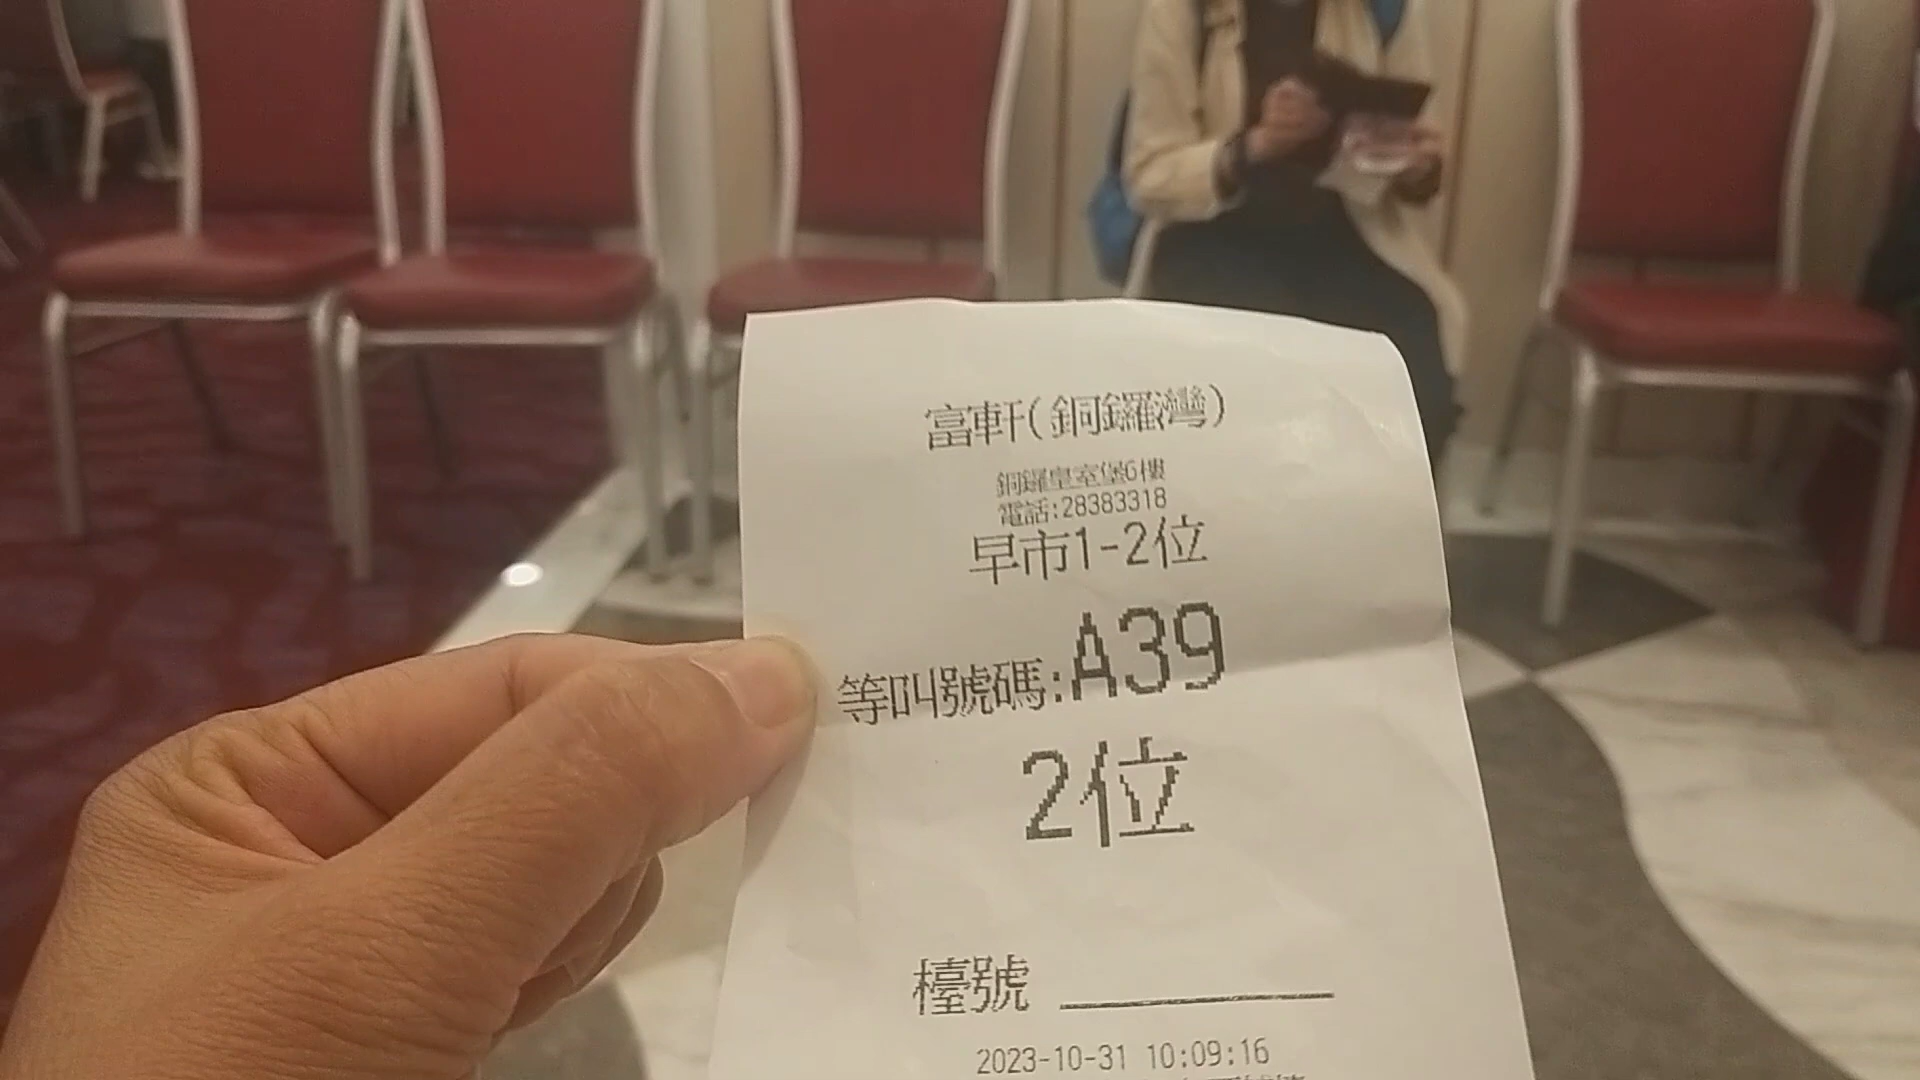 富軒(銅鑼灣)
銅鑼皇室堡6樓
電話:28383318
早市1-2位
等叫號碼:A39
2位
檯號
2023-10-31 10:09:16